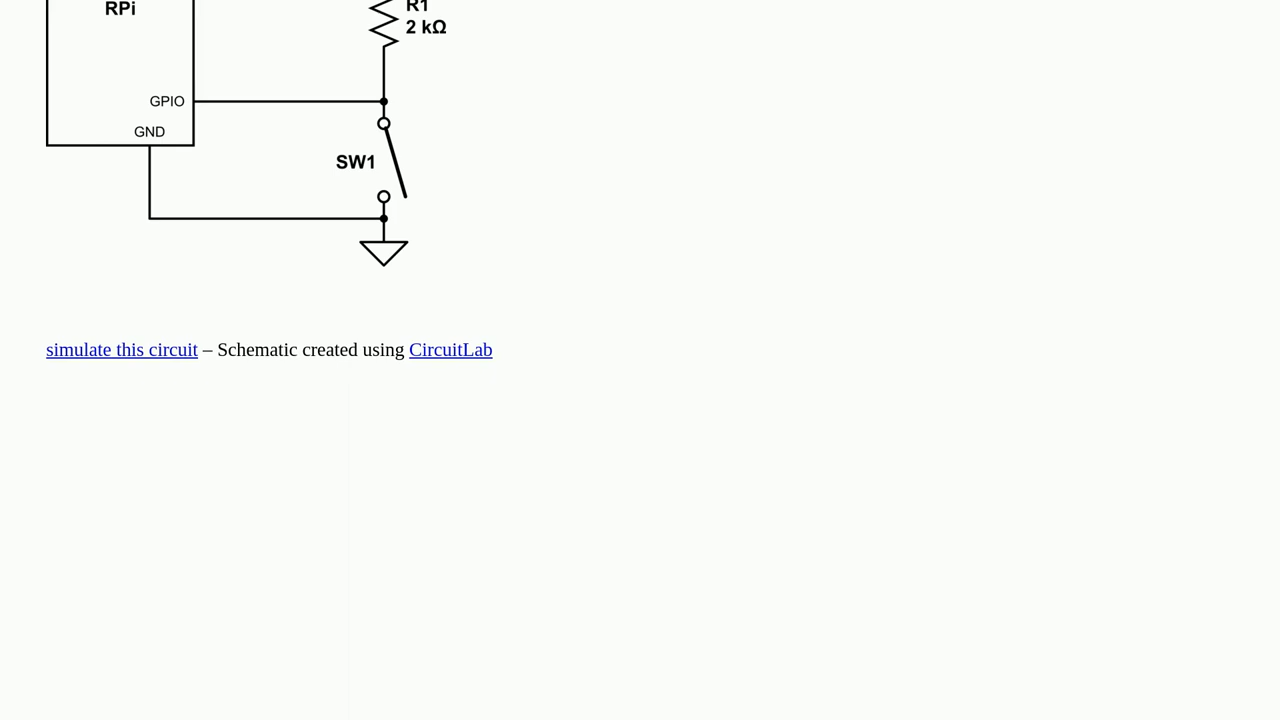 R1
RPi
2 kΩ
GPIO
GND
SW1
simulate this circuit – Schematic created using CircuitLab